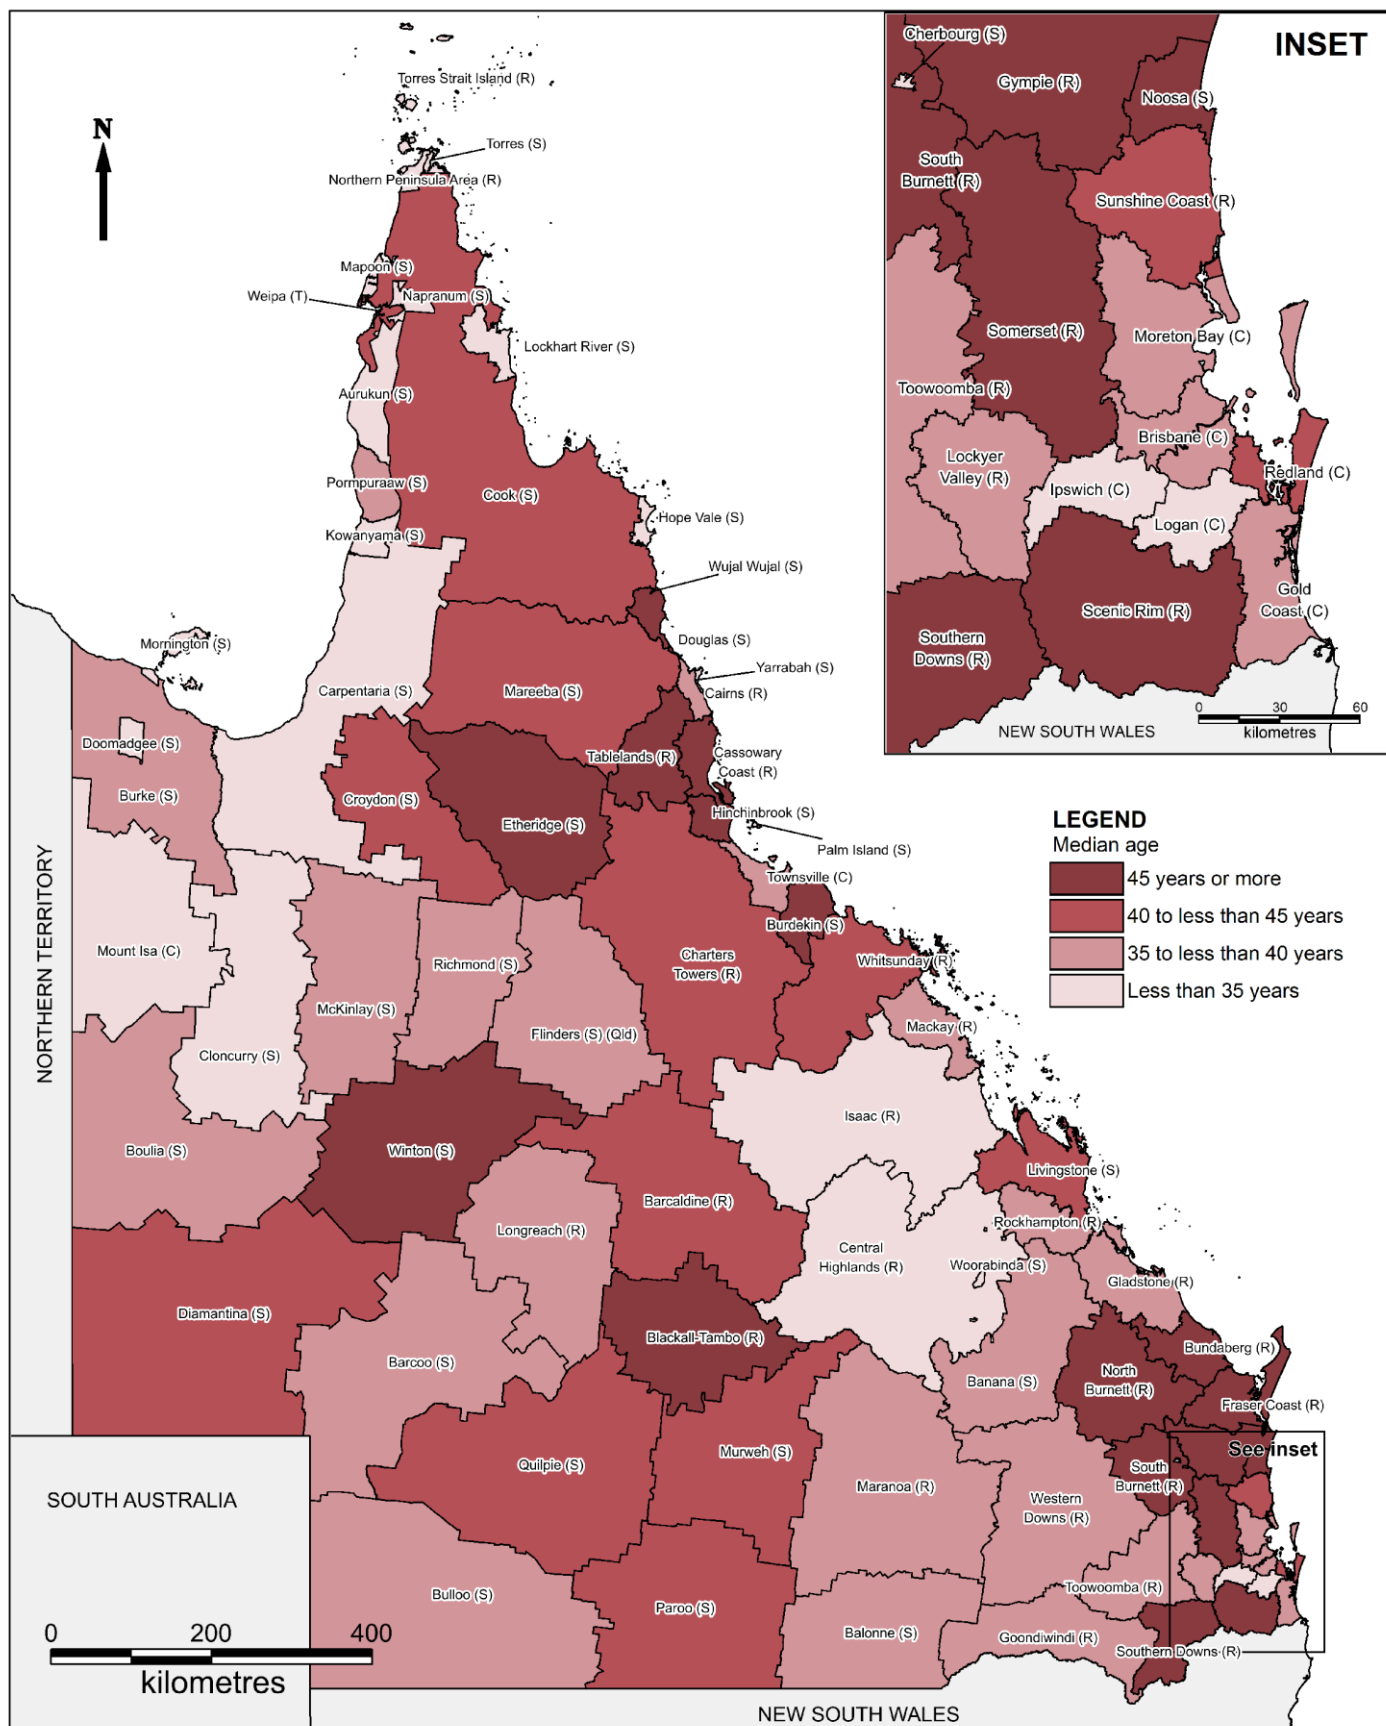 INSET
Cherbourg (S)
Gympie (R)
Noosa (S)
South
Burnett (R)
Sunshine Coast (R)
Somerset (R)
Moreton Bay (C)
Toowoomba (R)
Brisbane (C)
Lockyer
Valley (R)
Redland (C)
Ipswich (C)
Logan (C)
Gold
Coast (C)
Scenic Rim (R)
Southern
Downs (R)
NEW SOUTH WALES
0 30 60
kilometres
N
Torres Strait Island (R)
Torres (S)
Northern Peninsula Area (R)
Mapoon (S)
Weipa (T)
Napranum (S)
Lockhart River (S)
Aurukun (S)
Pormpuraaw (S)
Cook (S)
Hope Vale (S)
Kowanyama (S)
Wujal Wujal (S)
Mornington (S)
Douglas (S)
Yarrabah (S)
Carpentaria (S)
Mareeba (S)
Cairns (R)
Doomadgee (S)
Tablelands (R)
Cassowary
Coast (R)
Burke (S)
Croydon (S)
Etheridge (S)
Hinchinbrook (S)
Palm Island (S)
Townsville (C)
Burdekin (S)
Mount Isa (C)
Richmond (S)
Charters
Towers (R)
Whitsunday (R)
McKinlay (S)
Flinders (S) (Qld)
Mackay (R)
Cloncurry (S)
Isaac (R)
NORTHERN TERRITORY
Boulia (S)
Winton (S)
Livingstone (S)
Barcaldine (R)
Longreach (R)
Rockhampton (R)
Central
Highlands (R)
Woorabinda (S)
Gladstone (R)
Diamantina (S)
Blackall-Tambo (R)
Bundaberg (R)
Barcoo (S)
North
Burnett (R)
Banana (S)
Fraser Coast (R)
See inset
Quilpie (S)
Murweh (S)
South
Burnett (R)
Maranoa (R)
Western
Downs (R)
SOUTH AUSTRALIA
Bulloo (S)
Paroo (S)
Toowoomba (R)
Balonne (S)
Goondiwindi (R)
Southern Downs (R)
0 200 400
kilometres
NEW SOUTH WALES
LEGEND
Median age
45 years or more
40 to less than 45 years
35 to less than 40 years
Less than 35 years